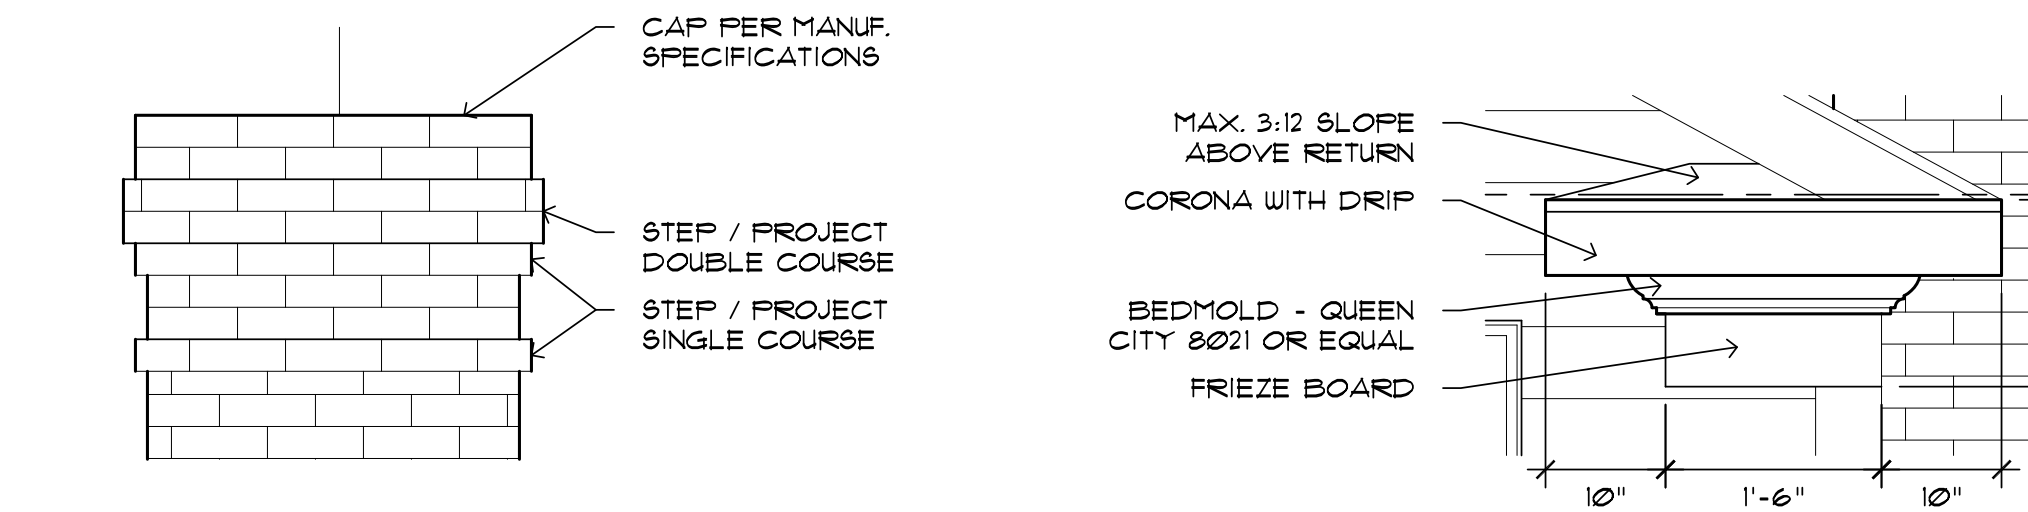 CAP PER MANUF.
SPECIFICATIONS
STEP / PROJECT
DOUBLE COURSE
STEP / PROJECT
SINGLE COURSE
MAX. 3:12 SLOPE
ABOVE RETURN
CORONA WITH DRIP
BEDMOLD - QUEEN
CITY 8021 OR EQUAL
FRIEZE BOARD
10" 1'-6" 10"